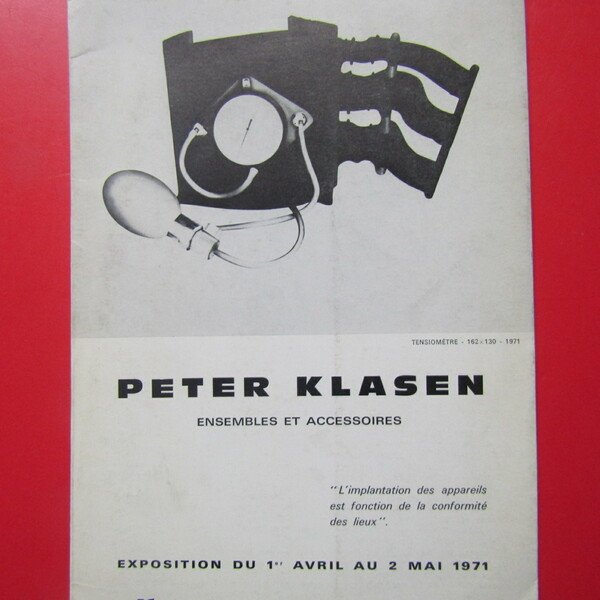 TENSIOMÈTRE - 162×130 - 1971
PETER KLASEN
ENSEMBLES ET ACCESSOIRES
"L'implantation des appareils
est fonction de la conformité
des lieux".
EXPOSITION DU 1er AVRIL AU 2 MAI 1971